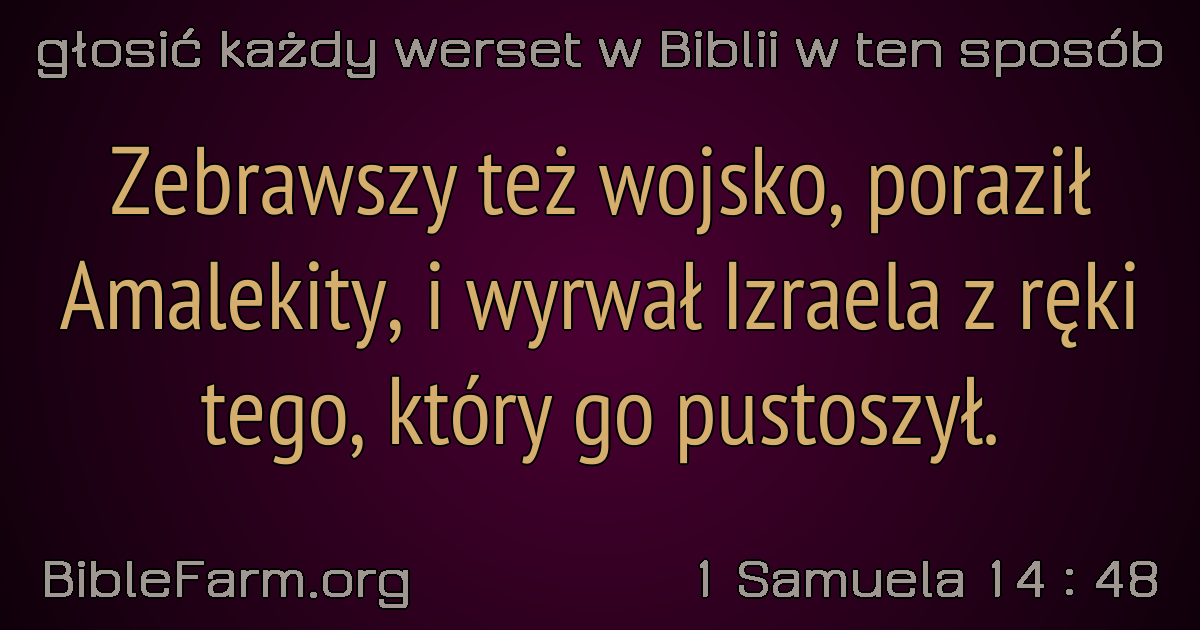 głosić każdy werset w Biblii w ten sposób
Zebrawszy też wojsko, poraził
Amalekity, i wyrwał Izraela z ręki
tego, który go pustoszył.
BibleFarm.org
1 Samuela 14 : 48